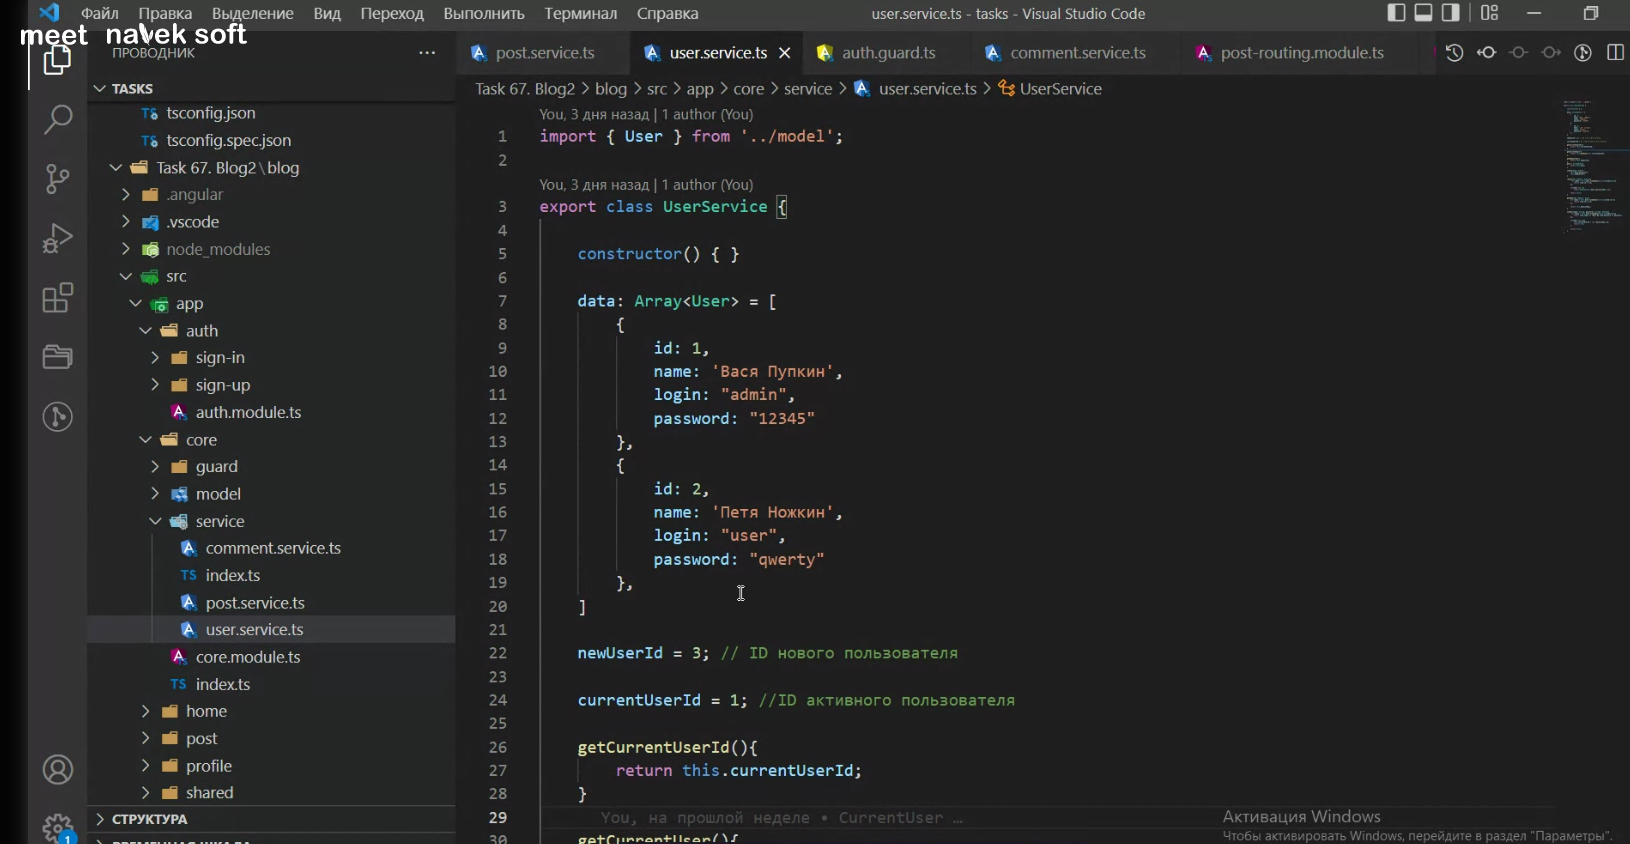 Файл Правка Выделение Вид Переход Выполнить Терминал Справка user.service.ts - tasks - Visual Studio Code
meet navek soft
ПРОВОДНИК ...
post.service.ts user.service.ts auth.guard.ts comment.service.ts post-routing.module.ts
TASKS
tsconfig.json
tsconfig.spec.json
Task 67. Blog2\blog
.angular
.vscode
node_modules
src
app
auth
sign-in
sign-up
auth.module.ts
core
guard
model
service
comment.service.ts
TS index.ts
post.service.ts
user.service.ts
core.module.ts
TS index.ts
home
post
profile
shared
СТРУКТУРА
1
Task 67. Blog2 > blog > src > app > core > service > user.service.ts > UserService
You, 3 дня назад | 1 author (You)
1 import { User } from '../model';
2
You, 3 дня назад | 1 author (You)
3 export class UserService {
4
5 constructor() { }
6
7 data: Array<User> = [
8 {
9 id: 1,
10 name: 'Вася Пупкин',
11 login: "admin",
12 password: "12345"
13 },
14 {
15 id: 2,
16 name: 'Петя Ножкин',
17 login: "user",
18 password: "qwerty"
19 },
20 ]
21
22 newUserId = 3; // ID нового пользователя
23
24 currentUserId = 1; //ID активного пользователя
25
26 getCurrentUserId(){
27 return this.currentUserId;
28 }
29 You, на прошлой неделе • CurrentUser …
30 getCurrentUser(){
Активация Windows
Чтобы активировать Windows, перейдите в раздел "Параметры".